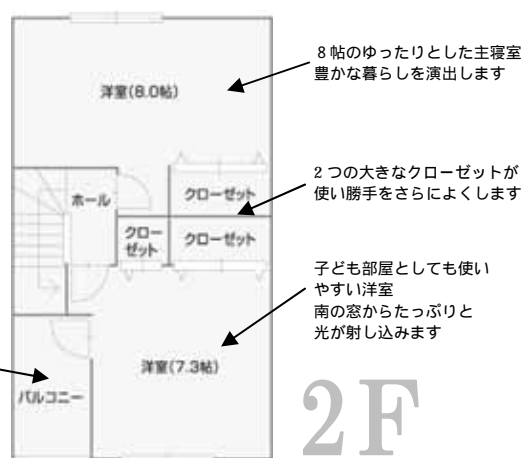 8帖のゆったりとした主寝室
豊かな暮らしを演出します
洋室(8.0帖)
2つの大きなクローゼットが
使い勝手をさらによくします
クローゼット
ホール
クロー
ゼット
クローゼット
子ども部屋としても使い
やすい洋室
南の窓からたっぷりと
光が射し込みます
洋室(7.3帖)
バルコニー
2F